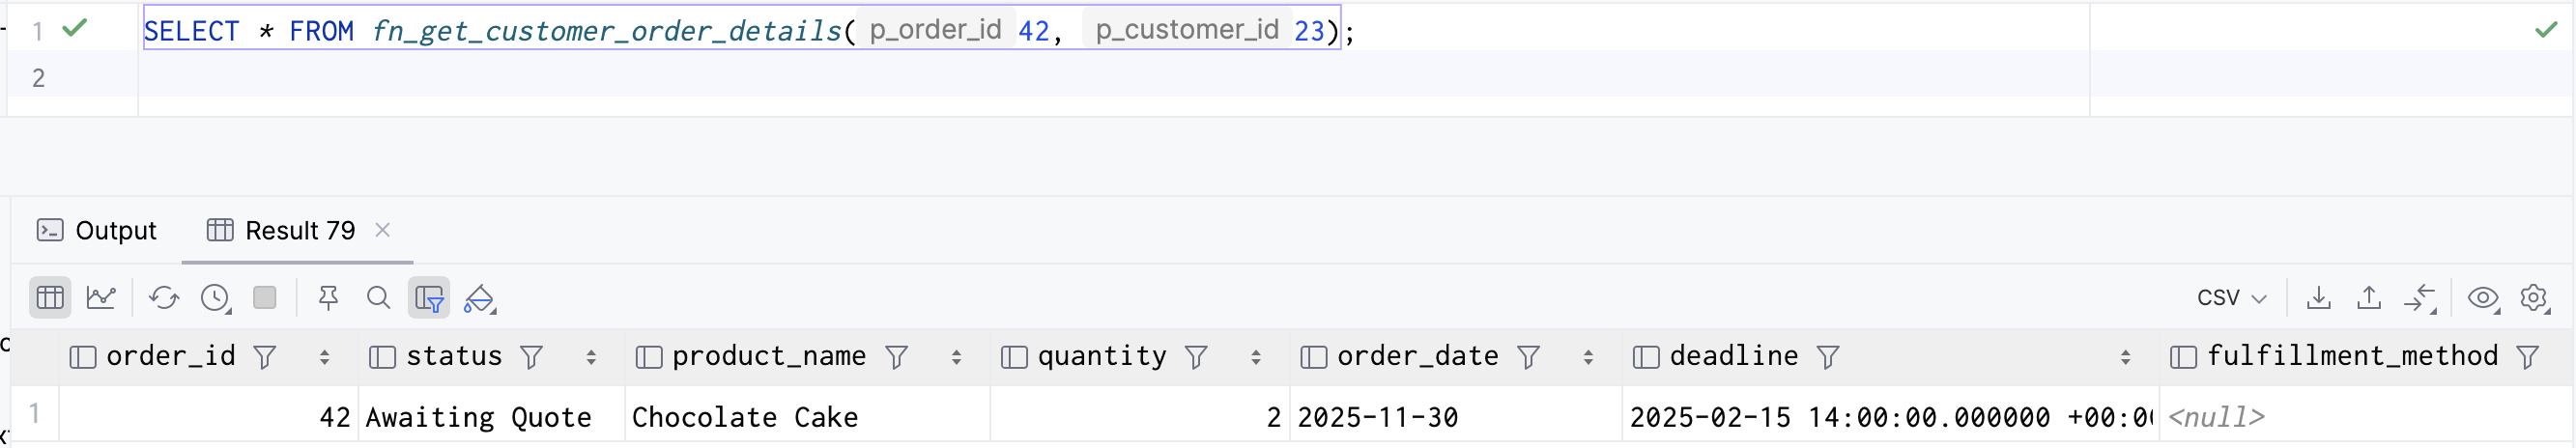 1 SELECT * FROM fn_get_customer_order_details( p_order_id 42, p_customer_id 23);
2
Output Result 79
CSV
order_id status product_name quantity order_date deadline fulfillment_method
1 42 Awaiting Quote Chocolate Cake 2 2025-11-30 2025-02-15 14:00:00.000000 +00:0 <null>